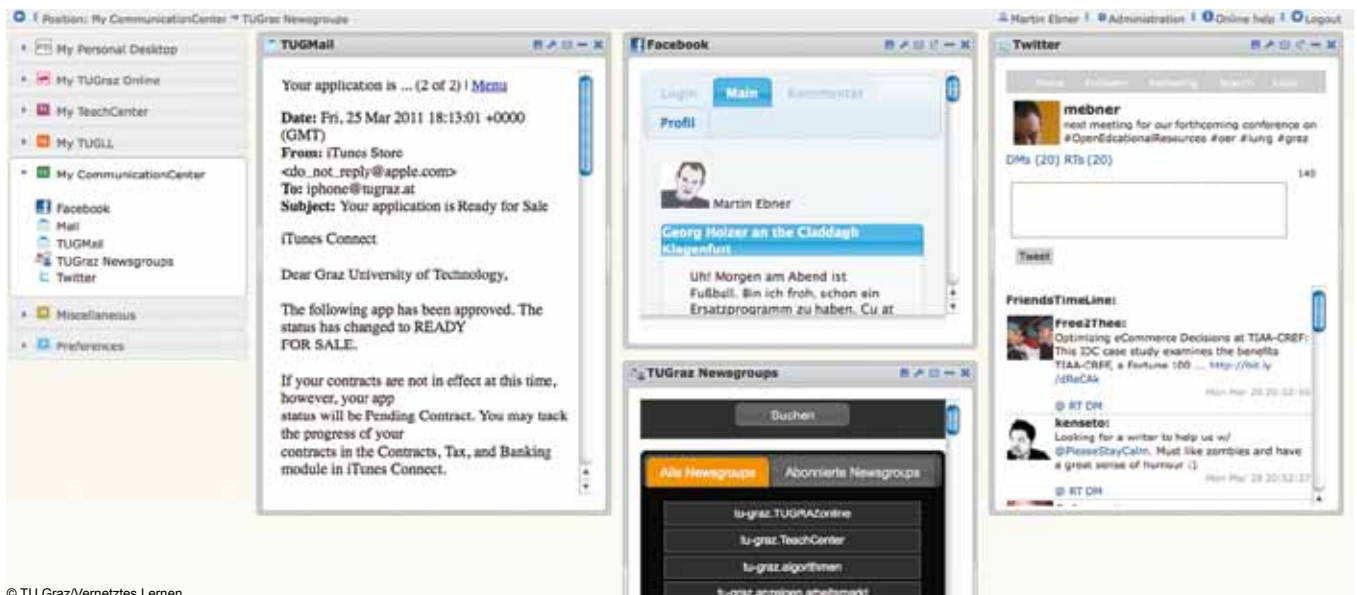 Position: My CommunicationCenter TUGraz Newsgroups
Martin Ebner Administration Online help Logout
My Personal Desktop
My TUGraz Online
My TeachCenter
My TUGLL
My CommunicationCenter
Facebook
Mail
TUGMail
TUGraz Newsgroups
Twitter
Miscellaneous
Preferences
TUGMail
Your application is ... (2 of 2) | Menu
Date: Fri, 25 Mar 2011 18:13:01 +0000
(GMT)
From: iTunes Store
<do_not_reply@apple.com>
To: iphone@tugraz.at
Subject: Your application is Ready for Sale
iTunes Connect
Dear Graz University of Technology,
The following app has been approved. The
status has changed to READY
FOR SALE.
If your contracts are not in effect at this time,
however, your app
status will be Pending Contract. You may track
the progress of your
contracts in the Contracts, Tax, and Banking
module in iTunes Connect.
Facebook
Login Main Kommentar
Profil
Martin Ebner
Georg Holzer an the Claddagh
Klagenfurt
Uh! Morgen am Abend ist
Fußball. Bin ich froh, schon ein
Ersatzprogramm zu haben. Cu at
TUGraz Newsgroups
Suchen
Alle Newsgroups Abonnierte Newsgroups
tu-graz.TUGRAZonline
tu-graz.TeachCenter
tu-graz.algorithmen
tu-graz.anzeigen.arbeitsmarkt
Twitter
mebner
next meeting for our forthcoming conference on
#OpenEdcationalResources #oer #iung #graz
DMs (20) RTs (20)
140
Tweet
FriendsTimeLine:
Free2Thee:
Optimizing eCommerce Decisions at TIAA-CREF:
This IDC case study examines the benefits
TIAA-CREF, a Fortune 100 ... http://bit.ly
/dReCAk
@ RT DM
kenseto:
Looking for a writer to help us w/
@PleaseStayCalm. Must like zombies and have
a great sense of humour :)
Mon Mar 28 20:52:27
@ RT DM
© TU Graz/Vernetztes Lernen